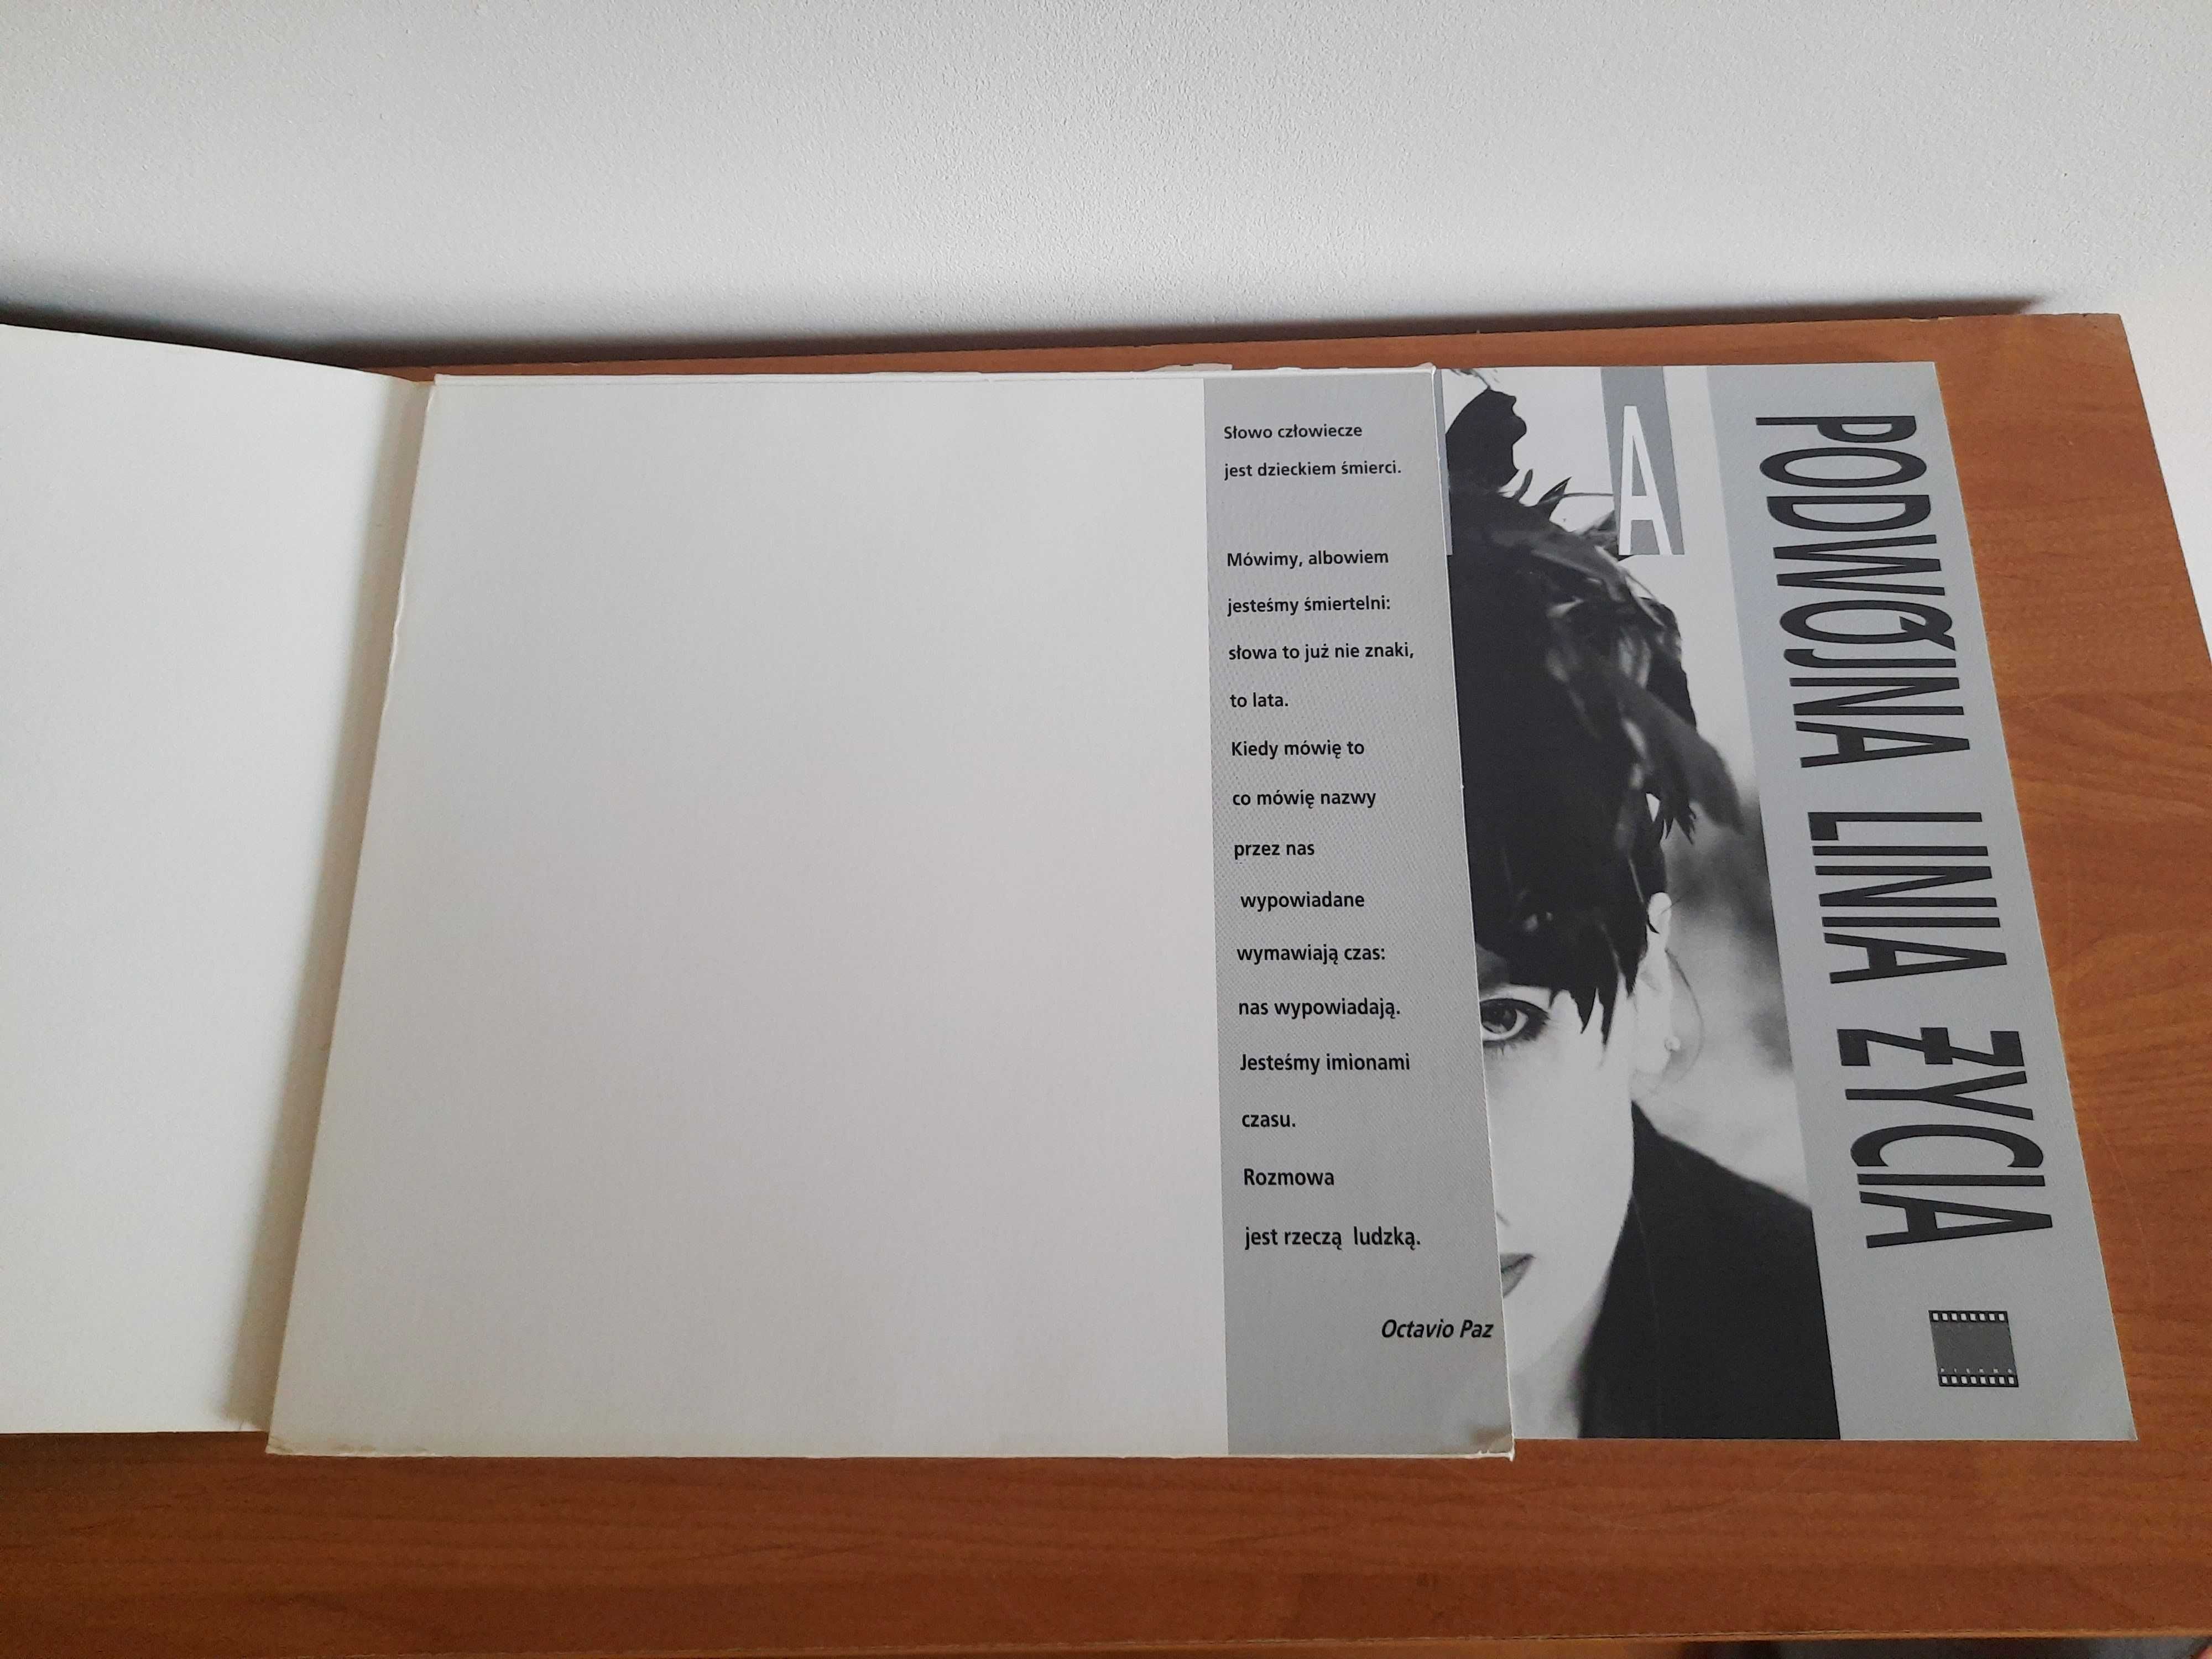 Słowo człowiecze
jest dzieckiem śmierci.
Mówimy, albowiem
jesteśmy śmiertelni:
słowa to już nie znaki,
to lata.
Kiedy mówię to
co mówię nazwy
przez nas
wypowiadane
wymawiają czas:
nas wypowiadają.
Jesteśmy imionami
czasu.
Rozmowa
jest rzeczą ludzką.
Octavio Paz
A
PODWÓJNA LINIA ŻYCIA